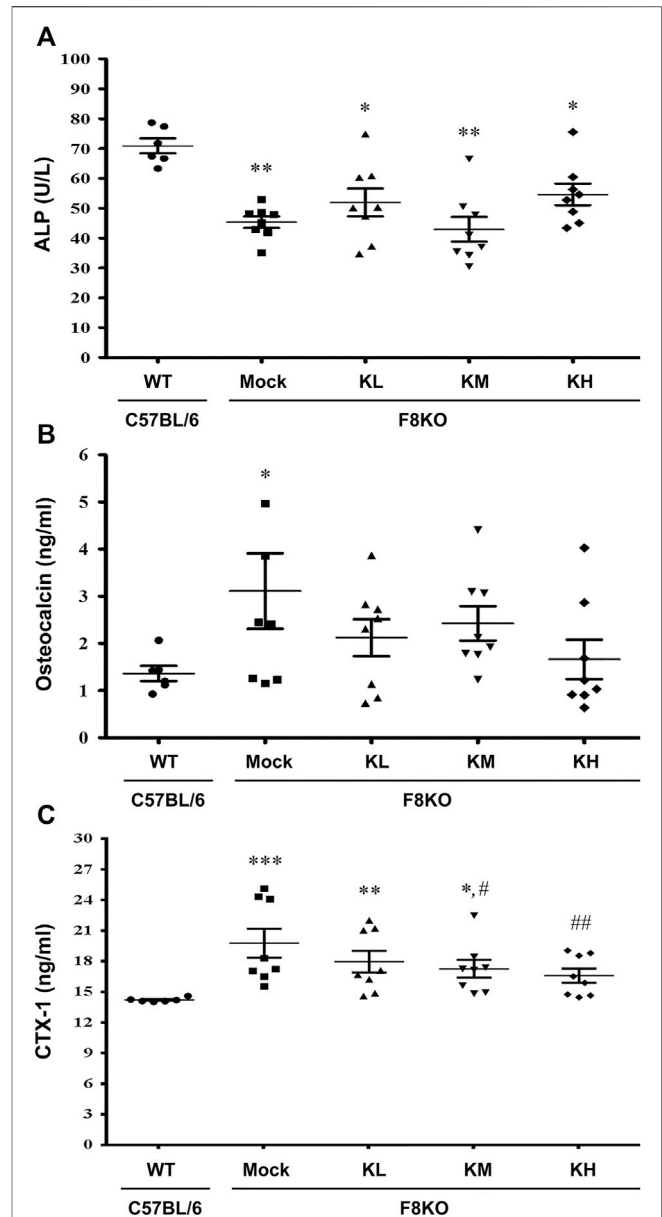 A
ALP (U/L)
100
90
80
70
60
50
40
30
20
10
0
*
**
**
*
WT
Mock
KL
KM
KH
C57BL/6
F8KO
B
Osteocalcin (ng/ml)
6
5
4
3
2
1
0
*
WT
Mock
KL
KM
KH
C57BL/6
F8KO
C
CTX-1 (ng/ml)
30
27
24
21
18
15
12
9
6
3
0
***
**
*,#
##
WT
Mock
KL
KM
KH
C57BL/6
F8KO